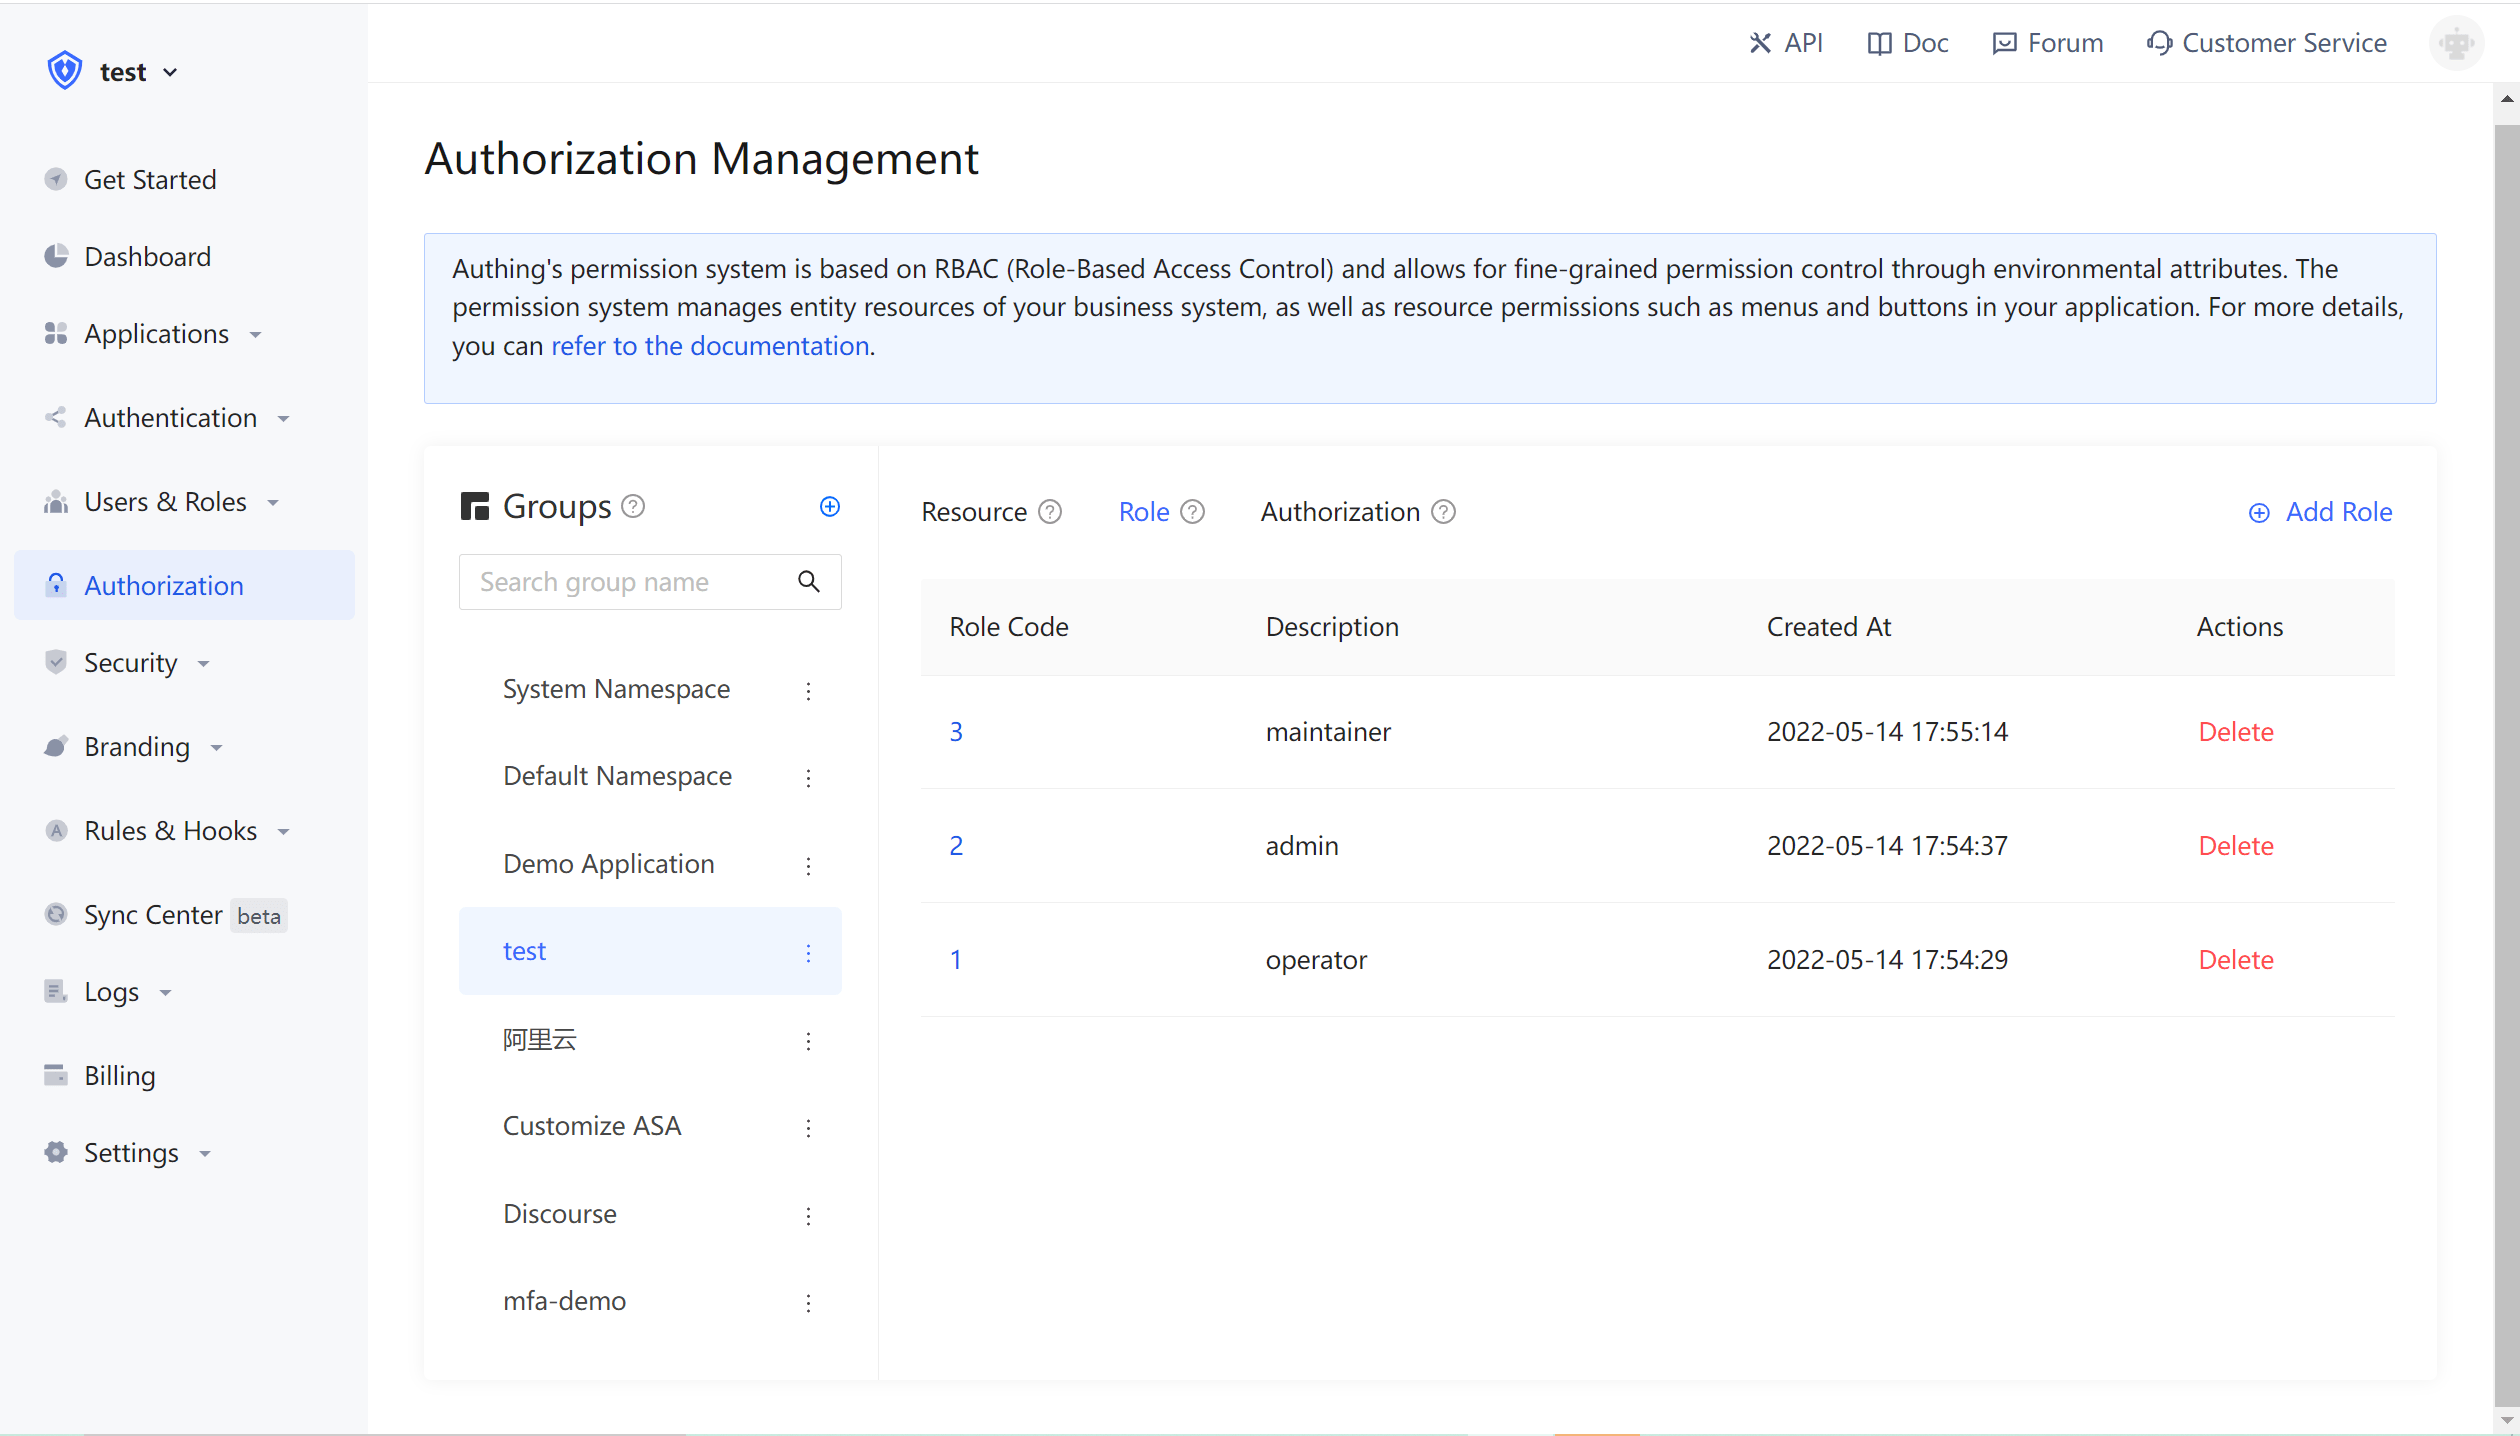 test
API
Doc
Forum
Customer Service
Get Started
Dashboard
Applications
Authentication
Users & Roles
Authorization
Security
Branding
Rules & Hooks
Sync Center beta
Logs
Billing
Settings
Authorization Management
Authing's permission system is based on RBAC (Role-Based Access Control) and allows for fine-grained permission control through environmental attributes. The
permission system manages entity resources of your business system, as well as resource permissions such as menus and buttons in your application. For more details,
you can refer to the documentation.
Groups
Search group name
System Namespace
Default Namespace
Demo Application
test
阿里云
Customize ASA
Discourse
mfa-demo
Resource
Role
Authorization
Add Role
Role Code Description Created At Actions
3 maintainer 2022-05-14 17:55:14 Delete
2 admin 2022-05-14 17:54:37 Delete
1 operator 2022-05-14 17:54:29 Delete